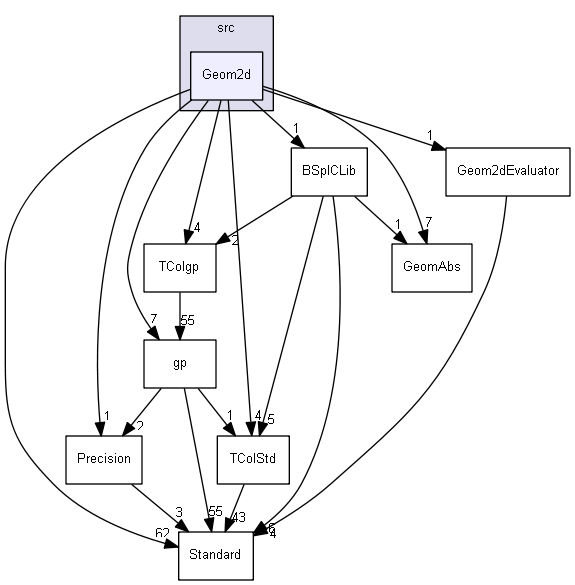 src
Geom2d
1
1
BSplCLib
Geom2dEvaluator
4
2
1
7
TColgp
GeomAbs
7
55
gp
1
2
1
4
5
Precision
TColStd
3
55
43
62
4
Standard